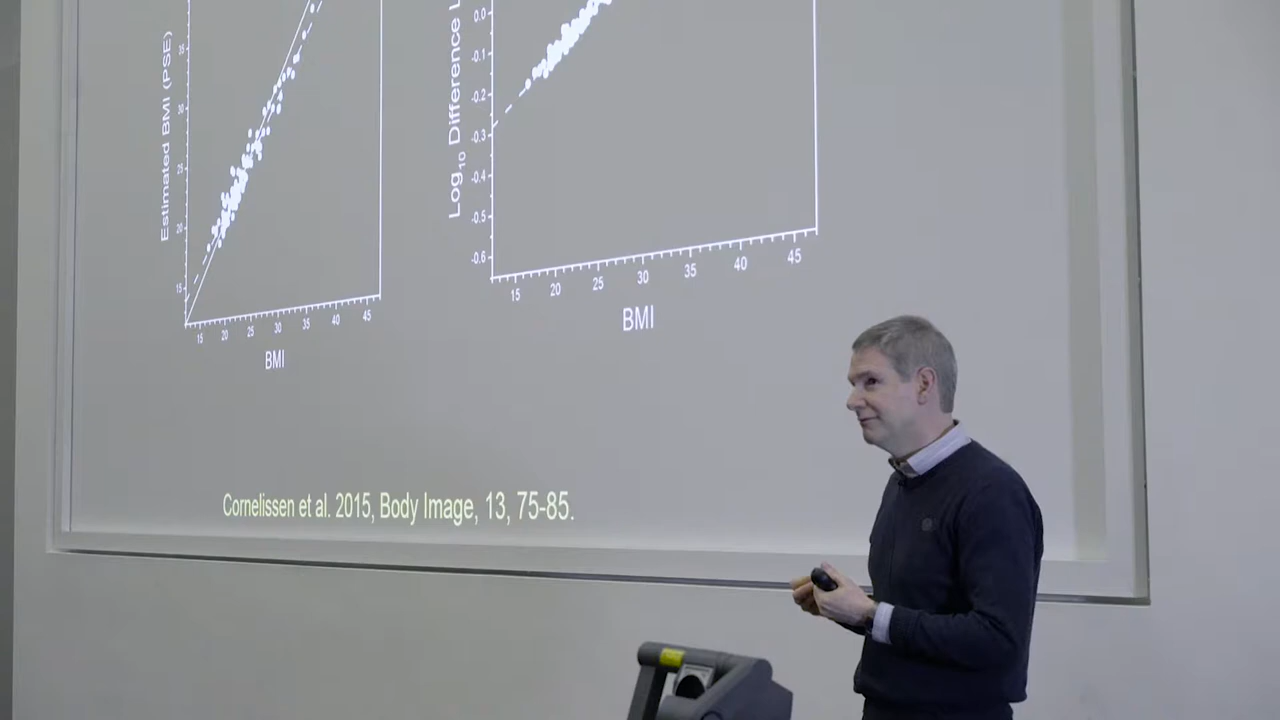 Estimated BMI (PSE)
35
30
25
20
15
15 20 25 30 35 40 45
BMI
Log10 Difference
0.0
-0.1
-0.2
-0.3
-0.4
-0.5
-0.6
15 20 25 30 35 40 45
BMI
Cornelissen et al. 2015, Body Image, 13, 75-85.